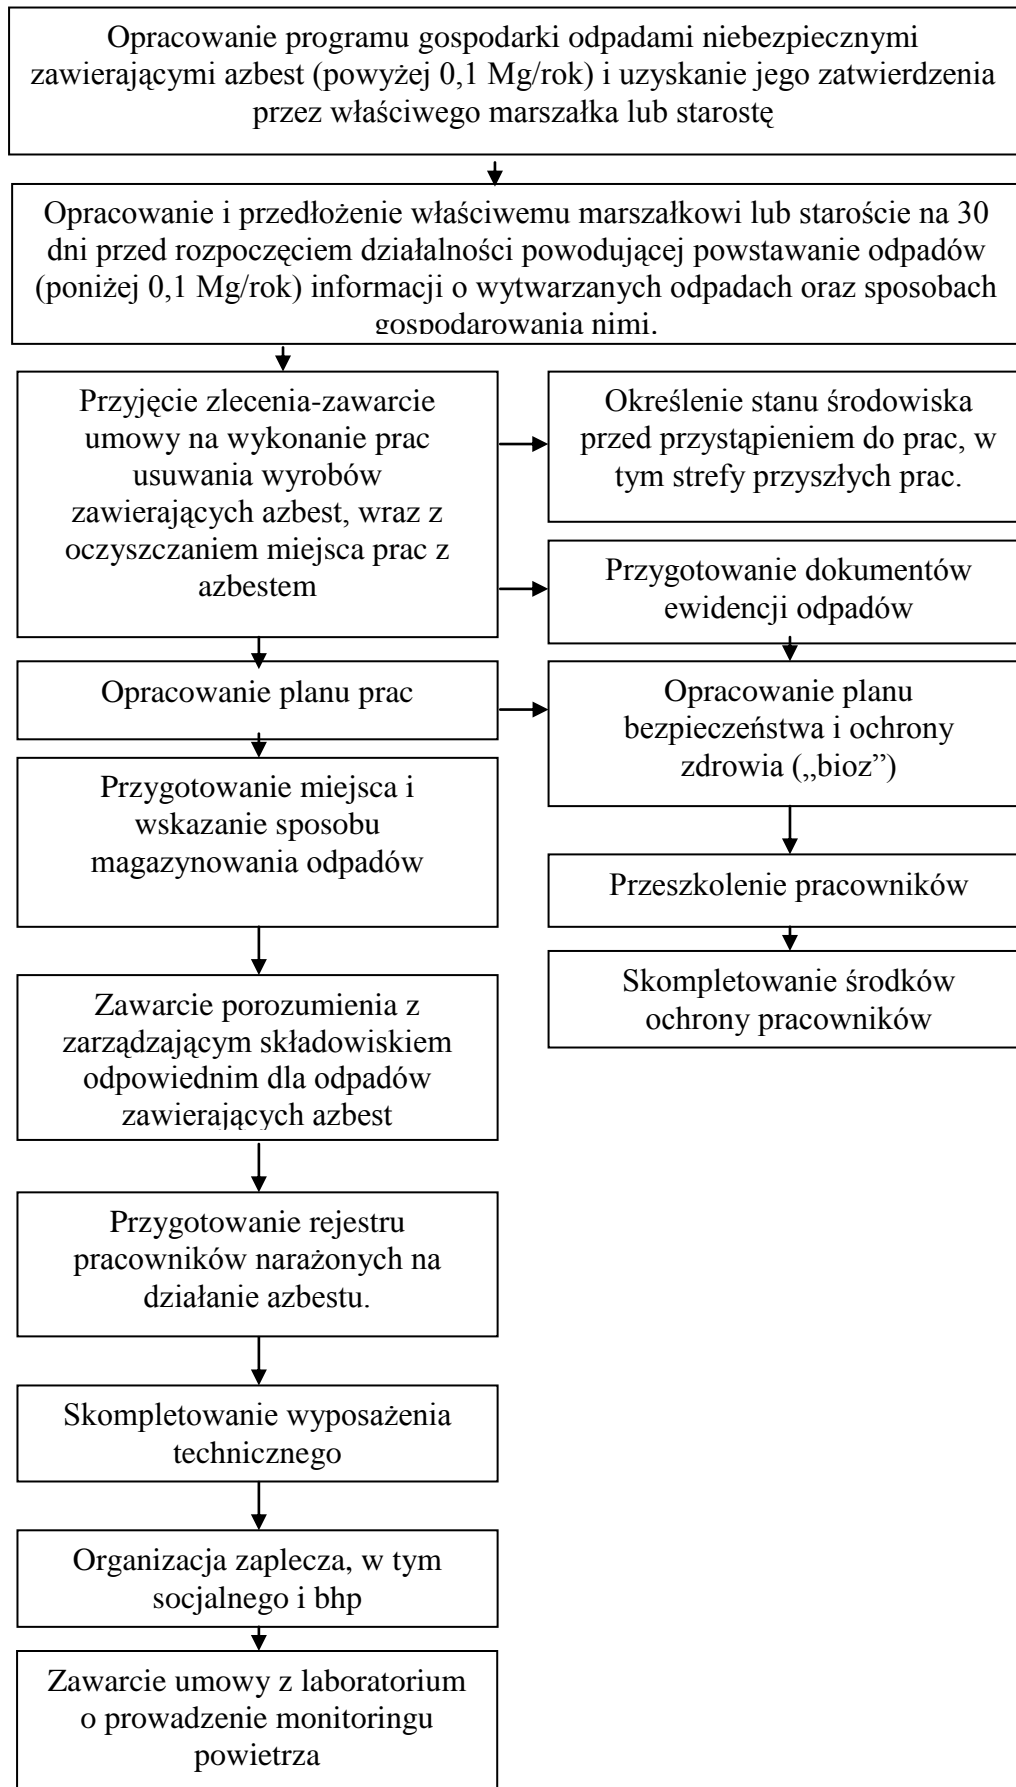 Opracowanie programu gospodarki odpadami niebezpiecznymi
zawierającymi azbest (powyżej 0,1 Mg/rok) i uzyskanie jego zatwierdzenia
przez właściwego marszałka lub starostę
Opracowanie i przedłożenie właściwemu marszałkowi lub staroście na 30
dni przed rozpoczęciem działalności powodującej powstawanie odpadów
(poniżej 0,1 Mg/rok) informacji o wytwarzanych odpadach oraz sposobach
gospodarowania nimi.
Przyjęcie zlecenia-zawarcie
umowy na wykonanie prac
usuwania wyrobów
zawierających azbest, wraz z
oczyszczaniem miejsca prac z
azbestem
Określenie stanu środowiska
przed przystąpieniem do prac, w
tym strefy przyszłych prac.
Przygotowanie dokumentów
ewidencji odpadów
Opracowanie planu prac
Opracowanie planu
bezpieczeństwa i ochrony
zdrowia („bioz”)
Przygotowanie miejsca i
wskazanie sposobu
magazynowania odpadów
Przeszkolenie pracowników
Skompletowanie środków
ochrony pracowników
Zawarcie porozumienia z
zarządzającym składowiskiem
odpowiednim dla odpadów
zawierających azbest
Przygotowanie rejestru
pracowników narażonych na
działanie azbestu.
Skompletowanie wyposażenia
technicznego
Organizacja zaplecza, w tym
socjalnego i bhp
Zawarcie umowy z laboratorium
o prowadzenie monitoringu
powietrza